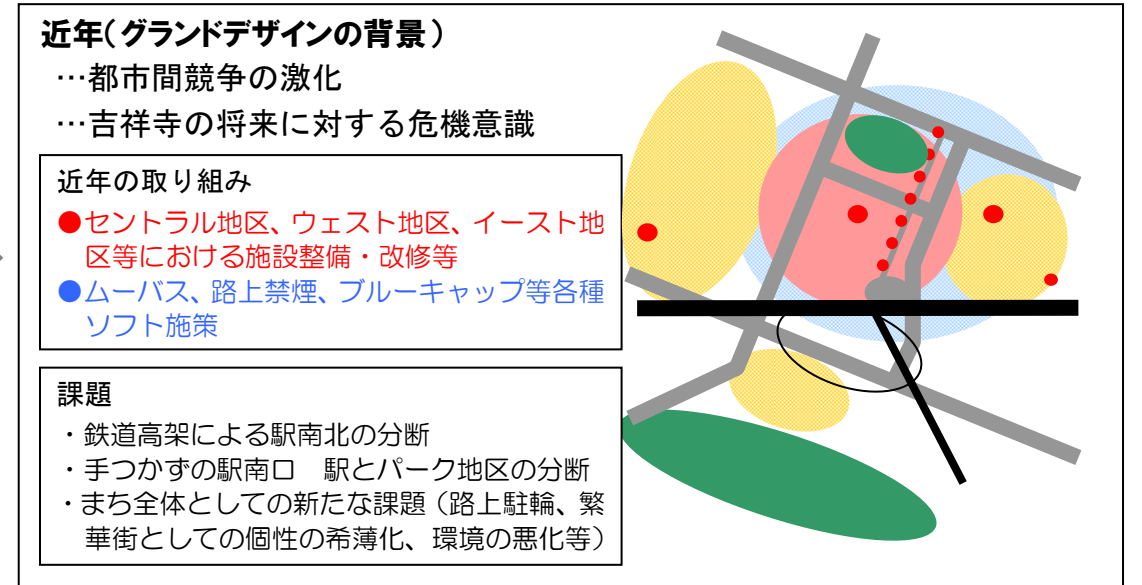 近年(グランドデザインの背景)
…都市間競争の激化
…吉祥寺の将来に対する危機意識
近年の取り組み
●セントラル地区、ウェスト地区、イースト地
区等における施設整備・改修等
●ムーバス、路上禁煙、ブルーキャップ等各種
ソフト施策
課題
・鉄道高架による駅南北の分断
・手つかずの駅南口　駅とパーク地区の分断
・まち全体としての新たな課題(路上駐輪、繁
華街としての個性の希薄化、環境の悪化等)